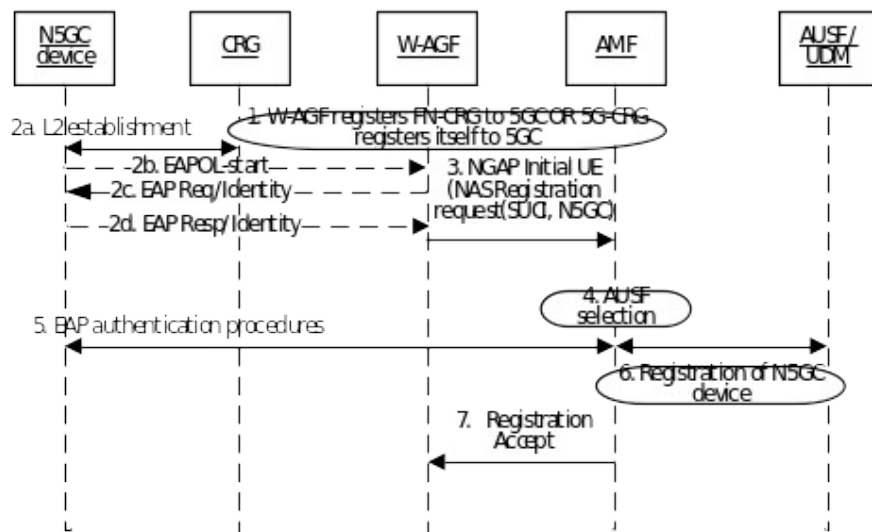 N5GC
device
CRG
W-AGF
AMF
AUSF/
UDM
1. W-AGF registers FN-CRG to 5GC OR 5G-CRG
registers itself to 5GC
2a. L2 establishment
2b. EAPOL-start
2c. EAP Req/Identity
2d. EAP Resp/Identity
3. NGAP Initial UE
(NAS Registration
request(SUCI, N5GC)
4. AUSF
selection
5. EAP authentication procedures
6. Registration of N5GC
device
7. Registration
Accept